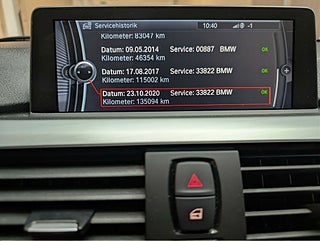 Servicehistorik 10:40 -1
Kilometer: 83047 km
Datum: 09.05.2014 Service: 00887 BMW OK
Kilometer: 46354 km
Datum: 17.08.2017 Service: 33822 BMW OK
Kilometer: 115002 km
Datum: 23.10.2020 Service: 33822 BMW OK
Kilometer: 135094 km